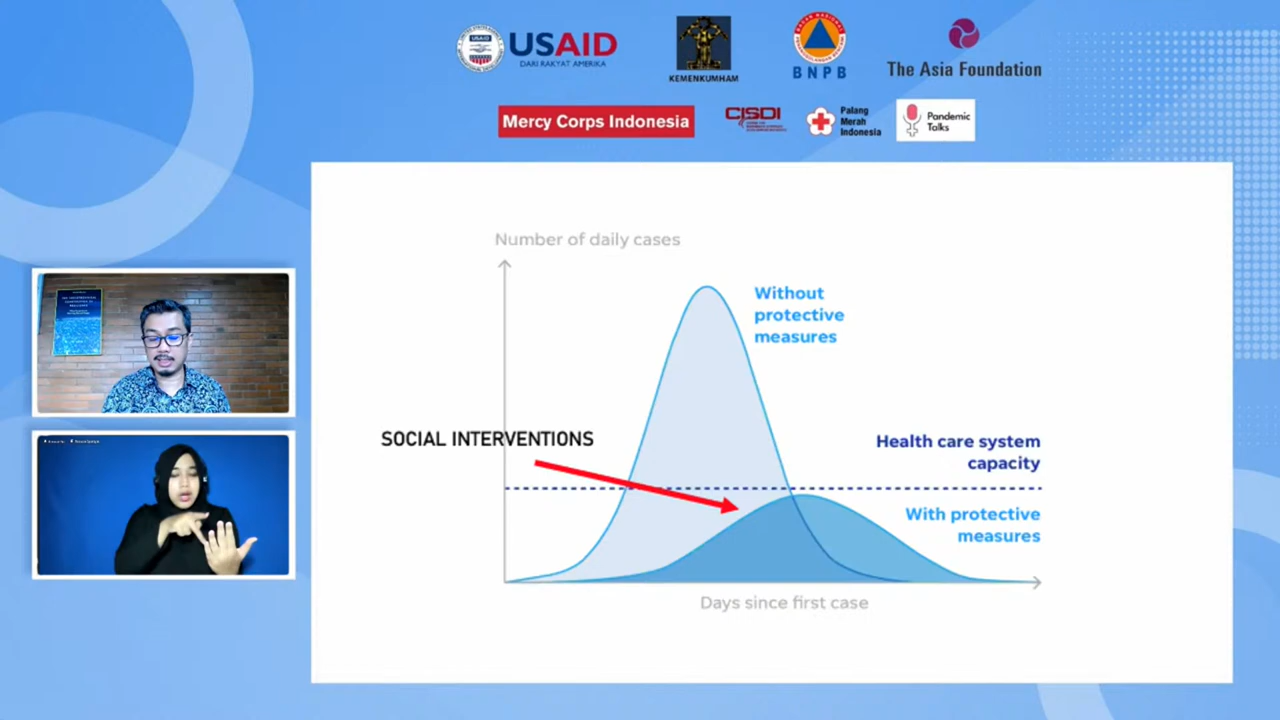 USAID
DARI RAKYAT AMERIKA
KEMENKUMHAM
BNPB
The Asia Foundation
Mercy Corps Indonesia
CISDI
Palang
Merah
Indonesia
Pandemic
Talks
Number of daily cases
Without
protective
measures
SOCIAL INTERVENTIONS
Health care system
capacity
With protective
measures
Days since first case